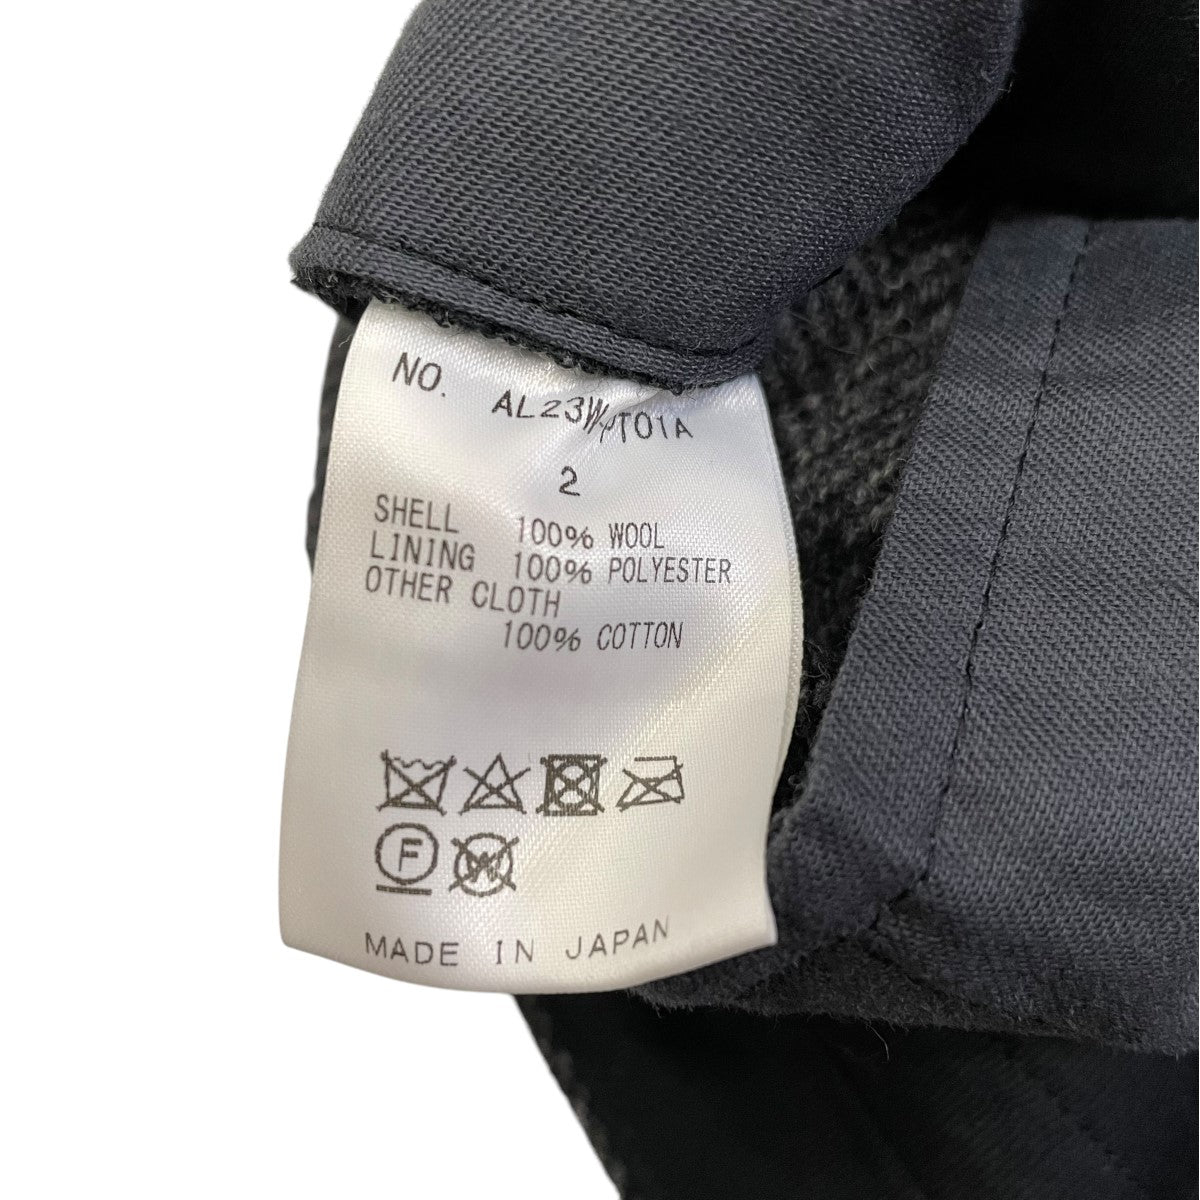 NO. AL23W-PT01A
2
SHELL 100% WOOL
LINING 100% POLYESTER
OTHER CLOTH
100% COTTON
F W
MADE IN JAPAN